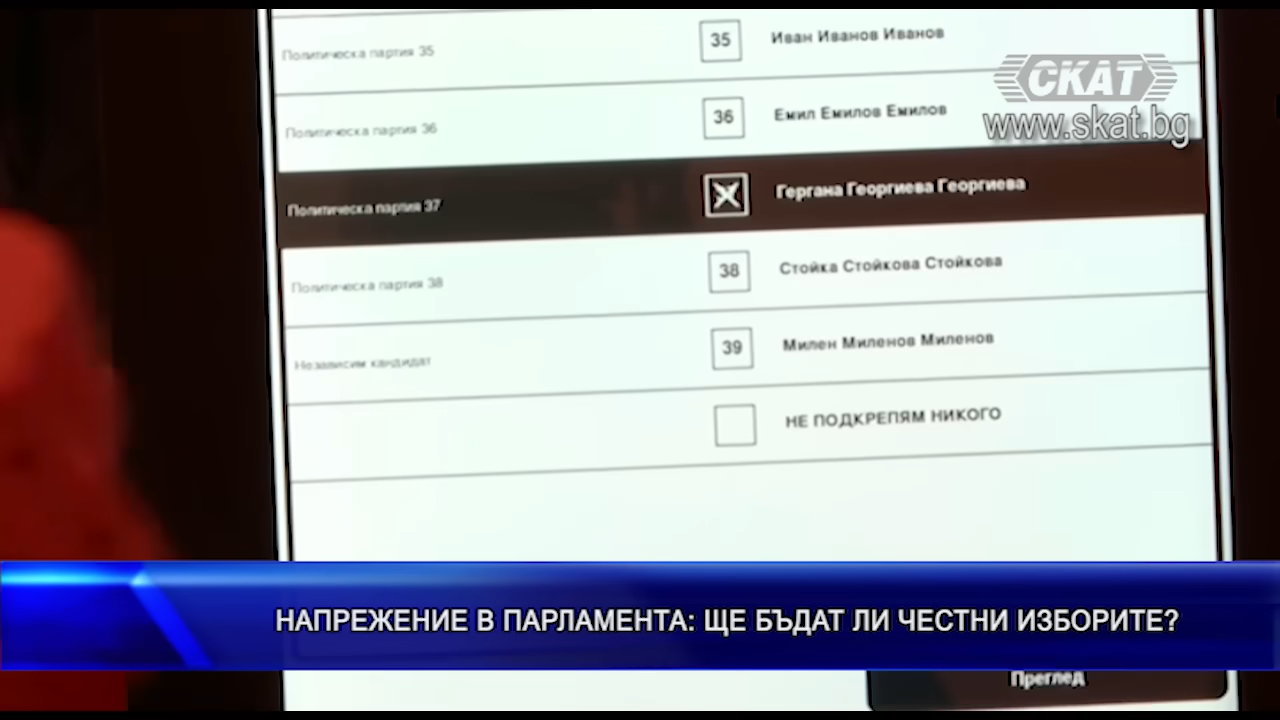 Политическа партия 35 35 Иван Иванов Иванов
СКАТ
www.skat.bg
Политическа партия 36 36 Емил Емилов Емилов
Политическа партия 37 Гергана Георгиева Георгиева
Политическа партия 38 38 Стойка Стойкова Стойкова
Независим кандидат 39 Милен Миленов Миленов
НЕ ПОДКРЕПЯМ НИКОГО
НАПРЕЖЕНИЕ В ПАРЛАМЕНТА: ЩЕ БЪДАТ ЛИ ЧЕСТНИ ИЗБОРИТЕ?
Преглед